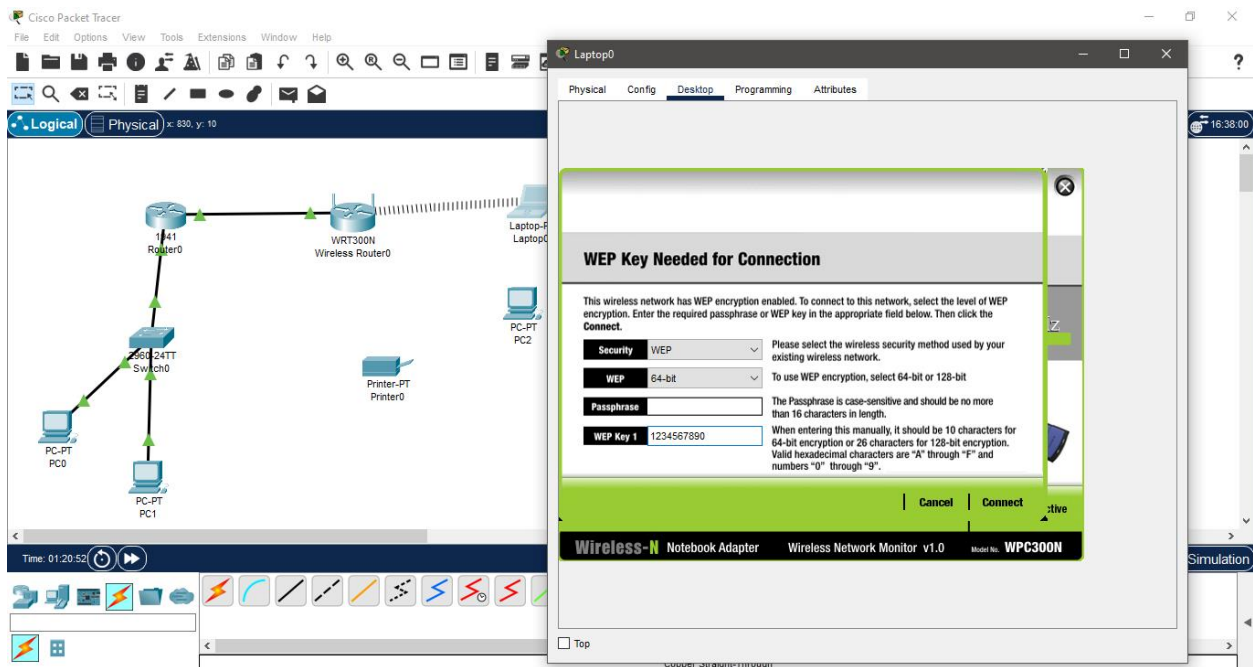 Cisco Packet Tracer
File Edit Options View Tools Extensions Window Help
Logical Physical x: 830, y: 10
16:38:00
1941
Router0
WRT300N
Wireless Router0
Laptop0
2960-24TT
Switch0
PC-PT
PC2
Printer-PT
Printer0
PC-PT
PC0
PC-PT
PC1
Time: 01:20:52
Simulation
Laptop0
Physical Config Desktop Programming Attributes
WEP Key Needed for Connection
This wireless network has WEP encryption enabled. To connect to this network, select the level of WEP
encryption. Enter the required passphrase or WEP key in the appropriate field below. Then click the
Connect.
Security WEP Please select the wireless security method used by your
existing wireless network.
WEP 64-bit To use WEP encryption, select 64-bit or 128-bit
Passphrase The Passphrase is case-sensitive and should be no more
than 16 characters in length.
WEP Key 1 1234567890 When entering this manually, it should be 10 characters for
64-bit encryption or 26 characters for 128-bit encryption.
Valid hexadecimal characters are "A" through "F" and
numbers "0" through "9".
Cancel Connect
Wireless-N Notebook Adapter Wireless Network Monitor v1.0 Model No. WPC300N
Top
Copper Straight-Through